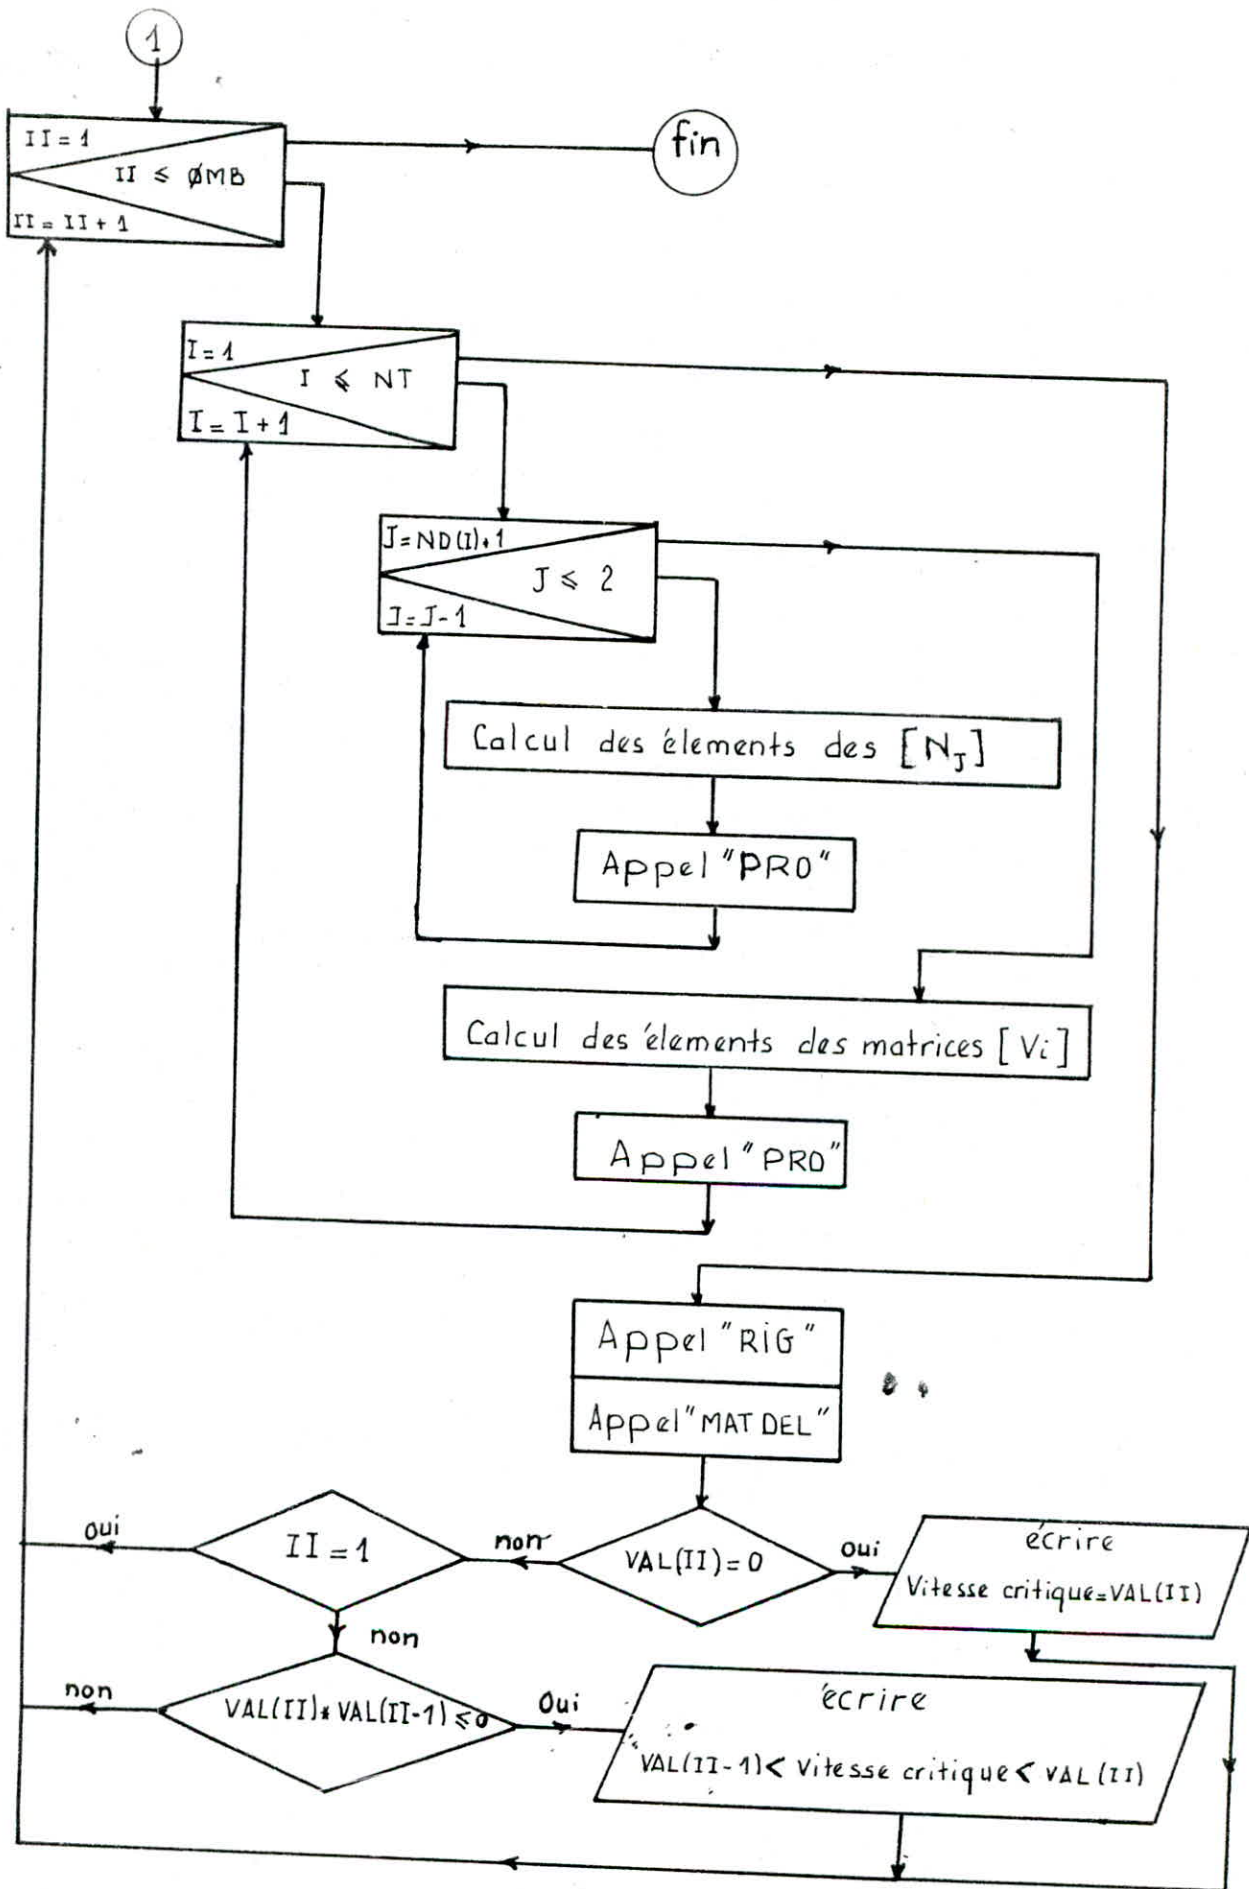 1
II = 1
II ⩽ ØMB
II = II + 1
fin
I = 1
I ⩽ NT
I = I + 1
J = ND(I)+1
J ⩽ 2
J = J - 1
Calcul des élements des [N_J]
Appel "PRO"
Calcul des élements des matrices [Vi]
Appel "PRO"
Appel "RiG"
Appel "MATDEL"
oui
II = 1
non
VAL(II) = 0
oui
écrire
Vitesse critique = VAL(II)
non
non
VAL(II) * VAL(II-1) ⩽ 0
Oui
écrire
VAL(II-1) < Vitesse critique < VAL(II)